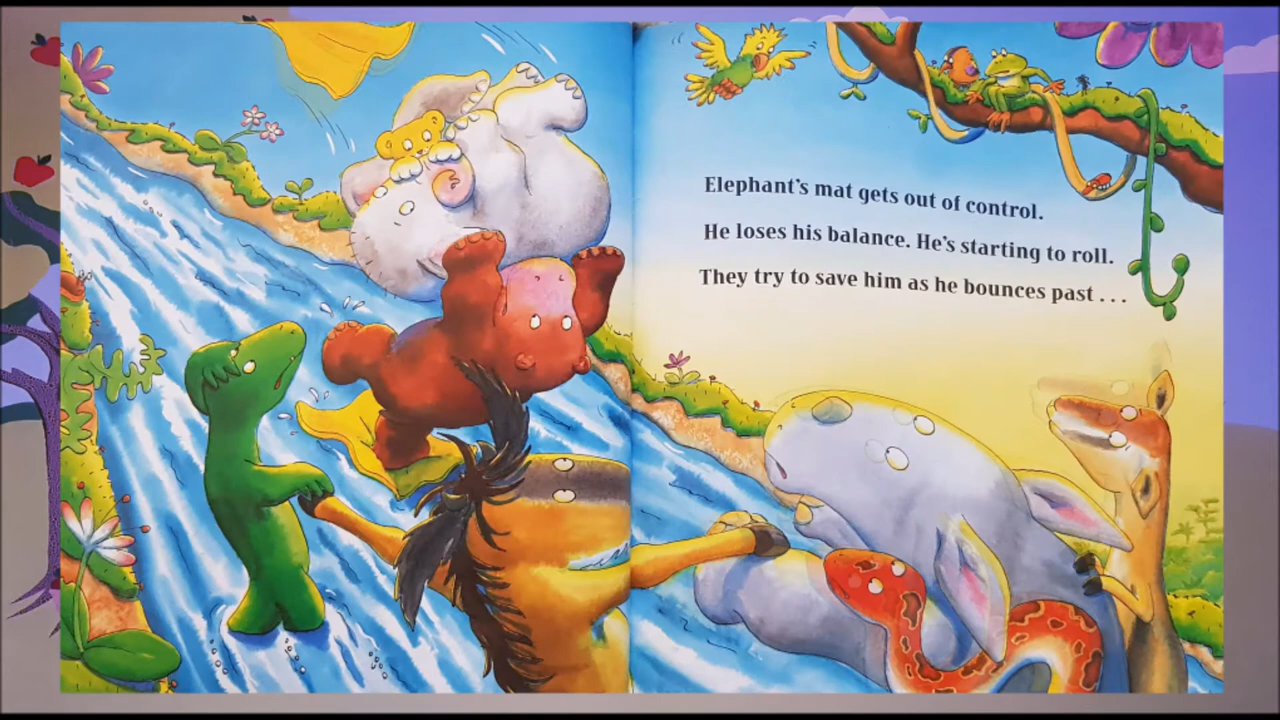 Elephant's mat gets out of control.
He loses his balance. He's starting to roll.
They try to save him as he bounces past . . .